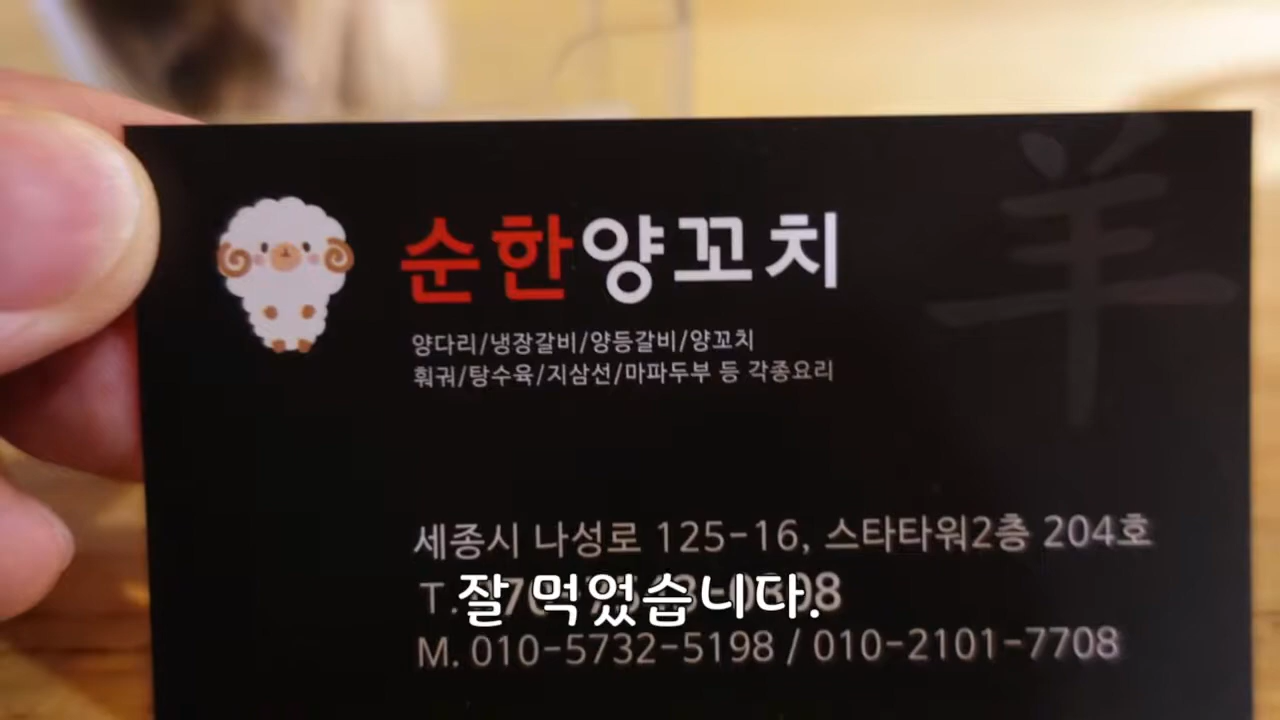 羊
순한양꼬치
양다리/냉장갈비/양등갈비/양꼬치
훠궈/탕수육/지삼선/마파두부 등 각종요리
세종시 나성로 125-16, 스타타워2층 204호
T.
잘 먹었습니다.
M. 010-5732-5198 / 010-2101-7708